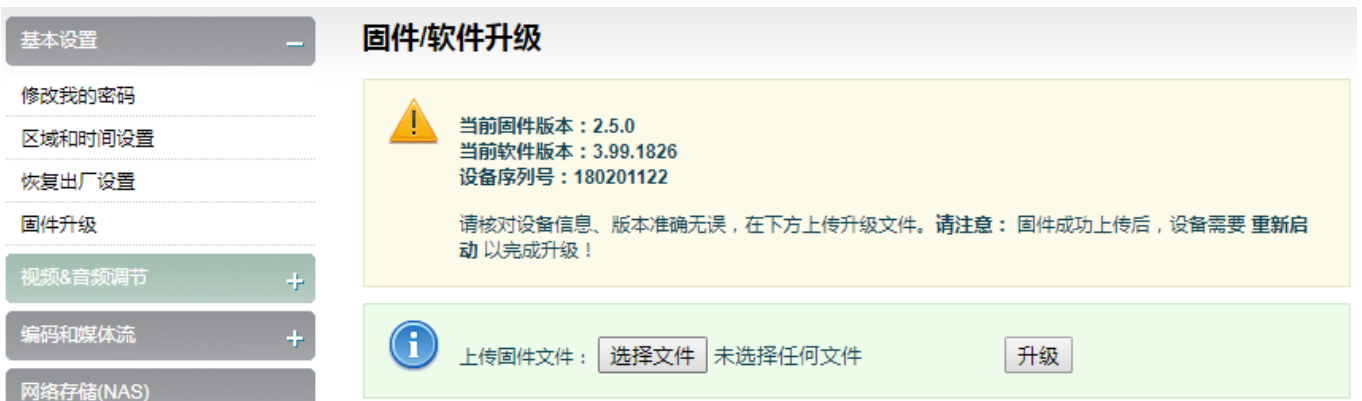 基本设置
修改我的密码
区域和时间设置
恢复出厂设置
固件升级
视频&音频调节
编码和媒体流
网络存储(NAS)
固件/软件升级
当前固件版本：2.5.0
当前软件版本：3.99.1826
设备序列号：180201122
请核对设备信息、版本准确无误，在下方上传升级文件。请注意： 固件成功上传后，设备需要 重新启
动 以完成升级！
上传固件文件： 选择文件 未选择任何文件 升级